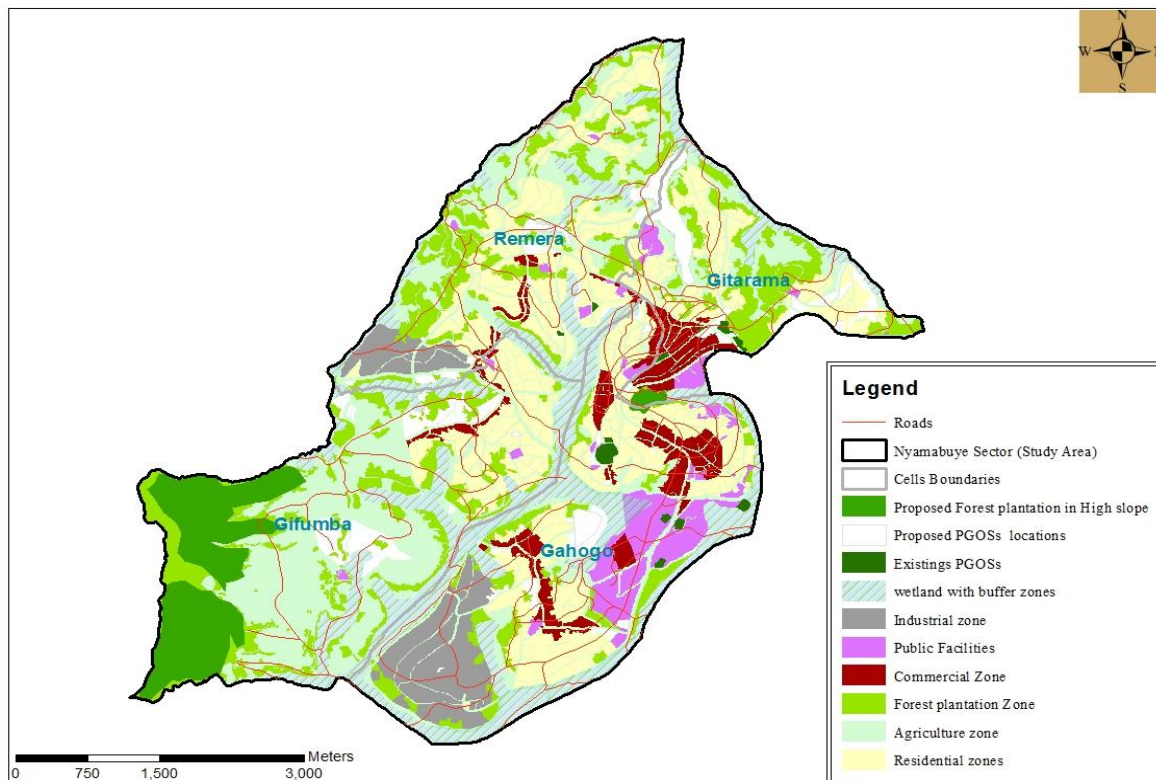 N
W
S
Remera
Gitarama
Gifumba
Gahogo
Legend
Roads
Nyamabuye Sector (Study Area)
Cells Boundaries
Proposed Forest plantation in High slope
Proposed PGOSs locations
Existings PGOSs
wetland with buffer zones
Industrial zone
Public Facilities
Commercial Zone
Forest plantation Zone
Agriculture zone
Residential zones
Meters
0 750 1,500 3,000